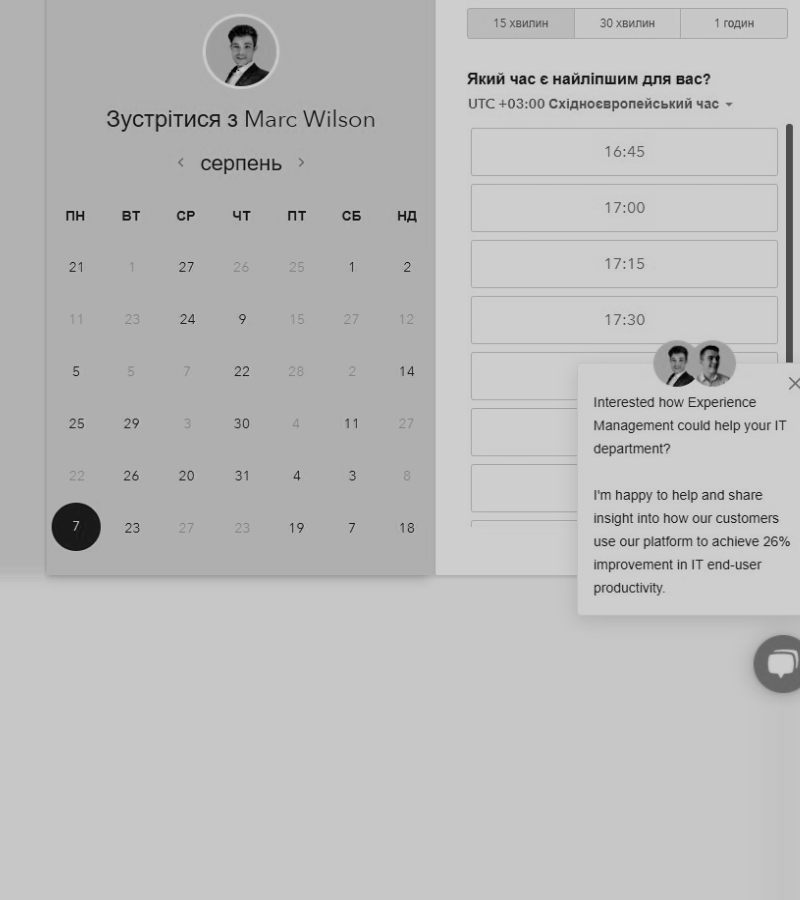 Зустрітися з Marc Wilson
серпень
ПН ВТ СР ЧТ ПТ СБ НД
21 1 27 26 25 1 2
11 23 24 9 15 27 12
5 5 7 22 28 2 14
25 29 3 30 4 11 27
22 26 20 31 4 3 8
7 23 27 23 19 7 18
15 хвилин 30 хвилин 1 годин
Який час є найліпшим для вас?
UTC +03:00 Східноєвропейський час
16:45
17:00
17:15
17:30
Interested how Experience
Management could help your IT
department?
I'm happy to help and share
insight into how our customers
use our platform to achieve 26%
improvement in IT end-user
productivity.